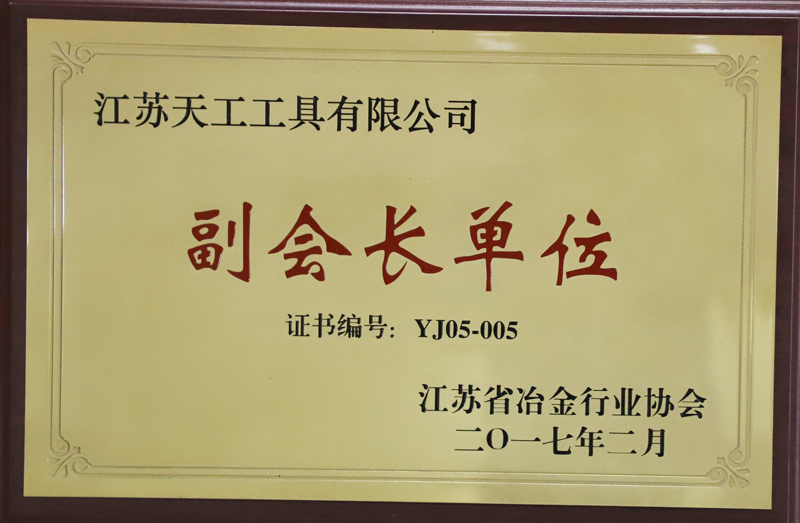 江苏天工工具有限公司
副会长单位
证书编号：YJ05-005
江苏省冶金行业协会
二〇一七年二月